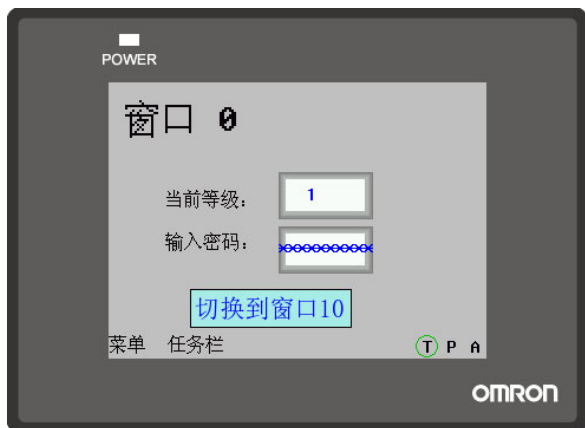 POWER
窗口 0
当前等级: 1
输入密码: xxxxxxxxxx
切换到窗口10
菜单 任务栏 T P A
OMRON